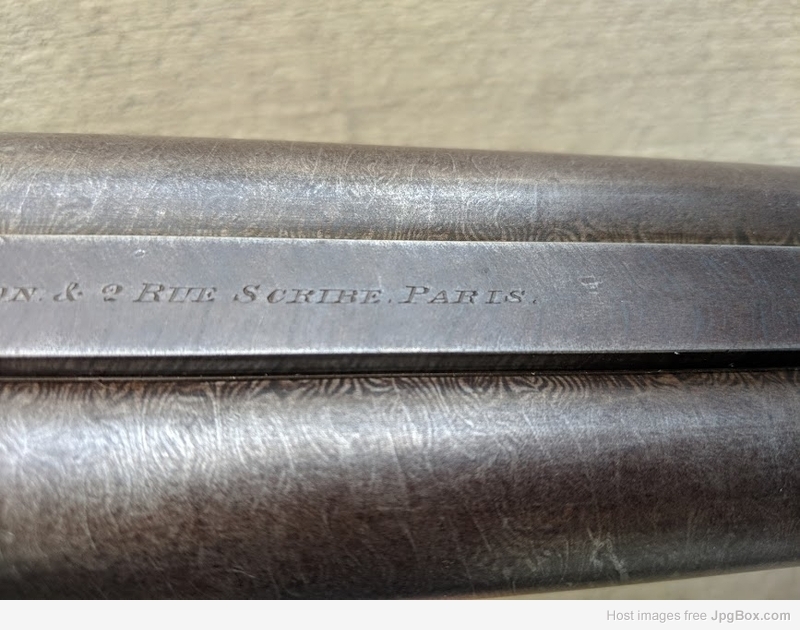 ON. & 2 RUE SCRIBE. PARIS.
Host images free JpgBox.com